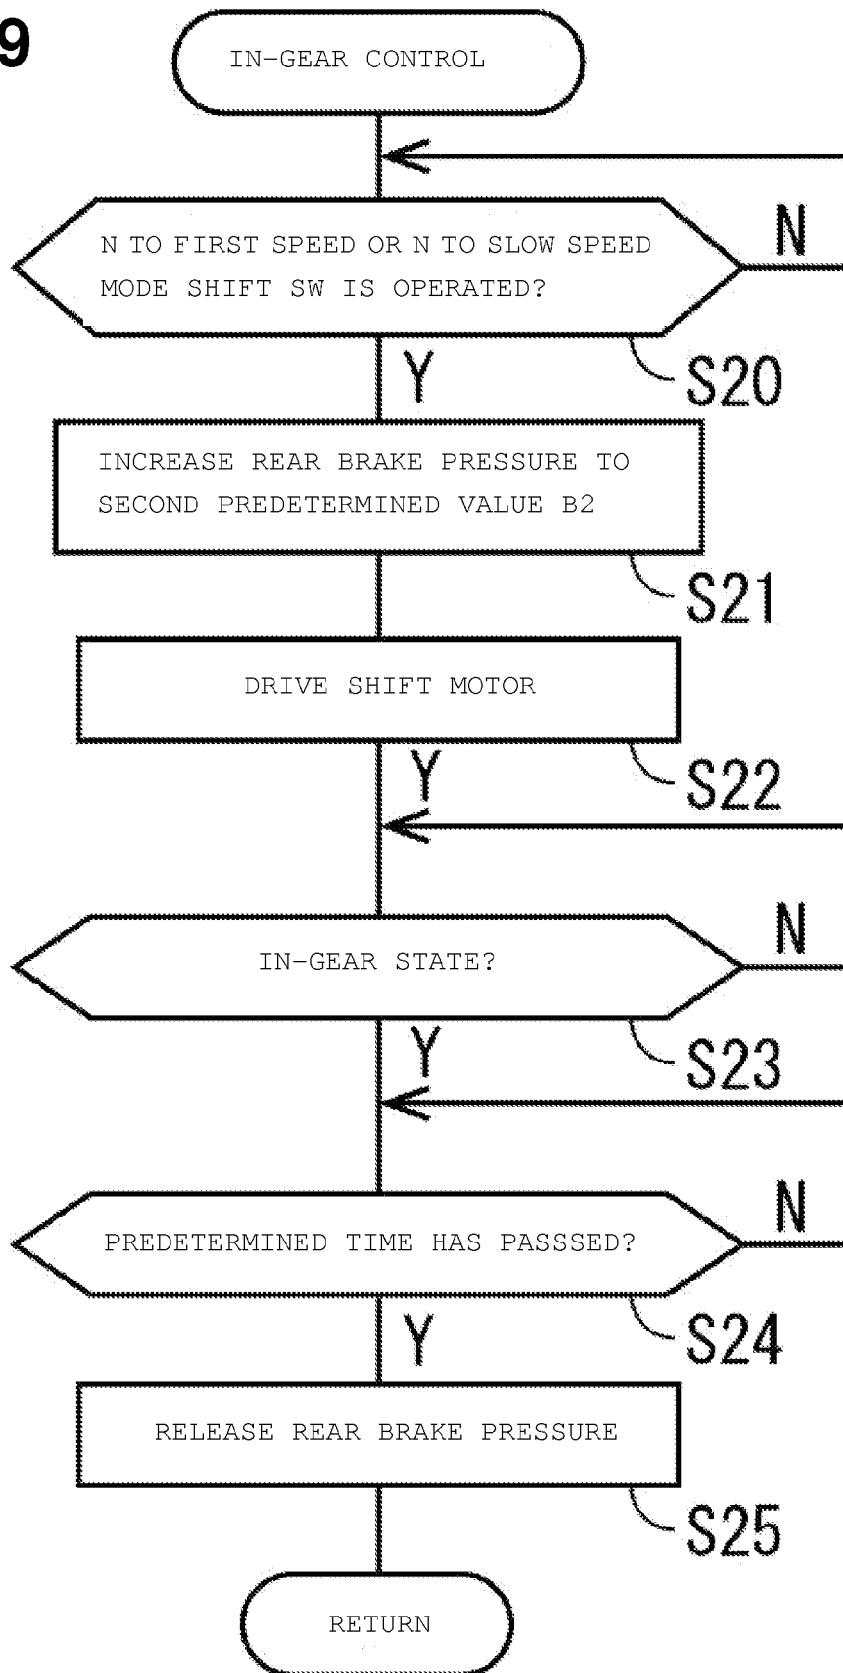 9
IN-GEAR CONTROL
N TO FIRST SPEED OR N TO SLOW SPEED
MODE SHIFT SW IS OPERATED?
N
Y
S20
INCREASE REAR BRAKE PRESSURE TO
SECOND PREDETERMINED VALUE B2
S21
DRIVE SHIFT MOTOR
Y
S22
IN-GEAR STATE?
N
Y
S23
PREDETERMINED TIME HAS PASSSED?
N
Y
S24
RELEASE REAR BRAKE PRESSURE
S25
RETURN